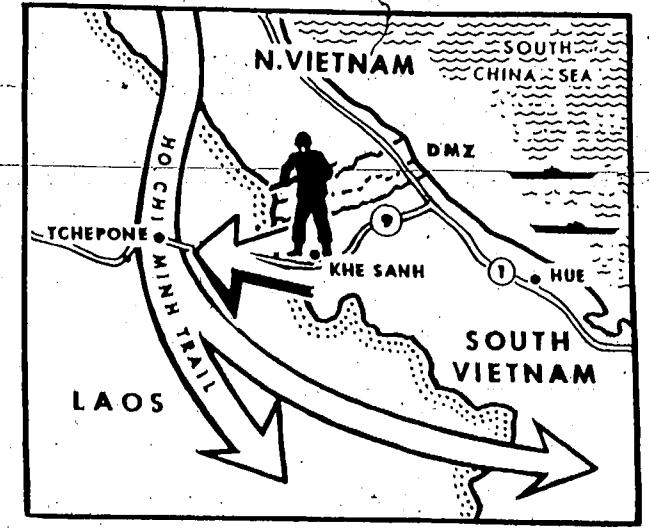 N. VIETNAM
SOUTH
CHINA SEA
DMZ
HO CHI MINH TRAIL
TCHEPONE
9
KHE SANH
1
HUE
SOUTH
VIETNAM
LAOS